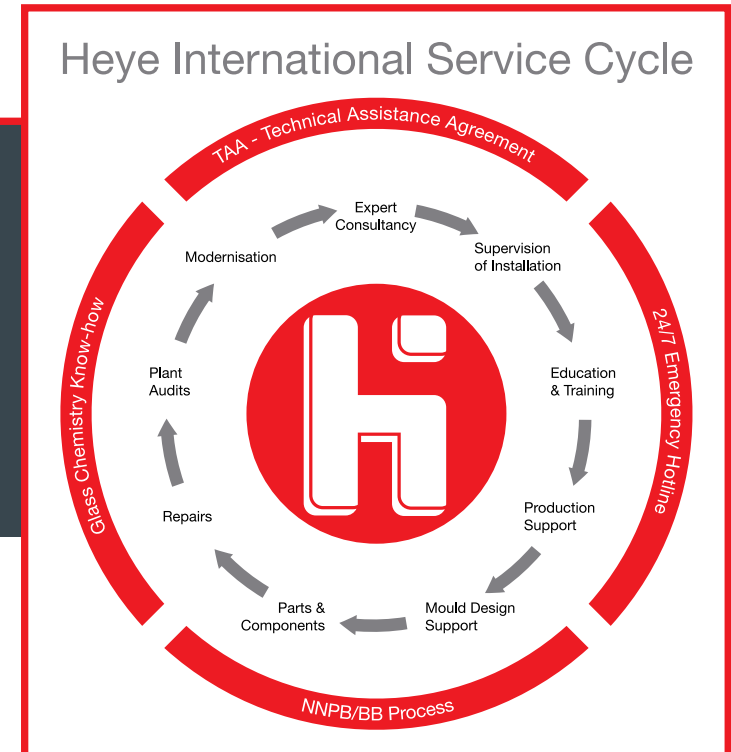 Heye International Service Cycle
TAA - Technical Assistance Agreement
Expert
Consultancy
Supervision
of Installation
Modernisation
24/7 Emergency Hotline
Glass Chemistry Know-how
Plant
Audits
Education
& Training
Repairs
Production
Support
Parts &
Components
Mould Design
Support
NNPB/BB Process